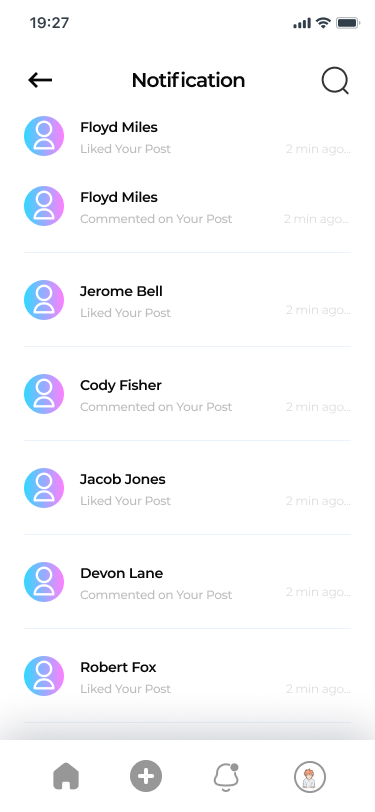 19:27
Notification
Floyd Miles
Liked Your Post
2 min ago...
Floyd Miles
Commented on Your Post
2 min ago...
Jerome Bell
Liked Your Post
2 min ago...
Cody Fisher
Commented on Your Post
2 min ago...
Jacob Jones
Liked Your Post
2 min ago...
Devon Lane
Commented on Your Post
2 min ago...
Robert Fox
Liked Your Post
2 min ago...